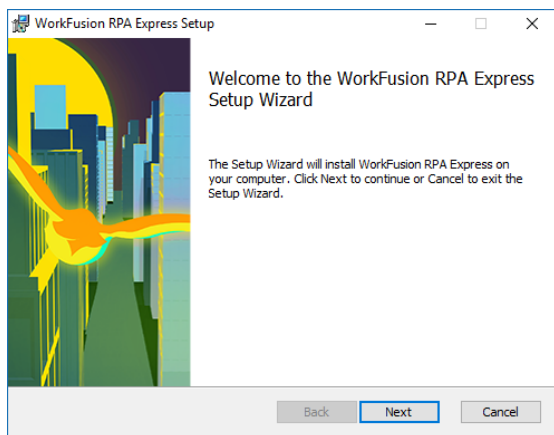 WorkFusion RPA Express Setup
Welcome to the WorkFusion RPA Express
Setup Wizard
The Setup Wizard will install WorkFusion RPA Express on
your computer. Click Next to continue or Cancel to exit the
Setup Wizard.
Back Next Cancel